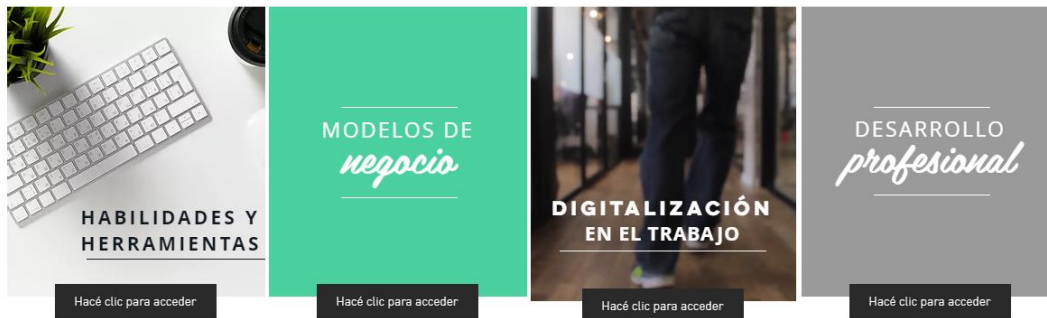 HABILIDADES Y
HERRAMIENTAS
Hacé clic para acceder
MODELOS DE
negocio
Hacé clic para acceder
DIGITALIZACIÓN
EN EL TRABAJO
Hacé clic para acceder
DESARROLLO
profesional
Hacé clic para acceder